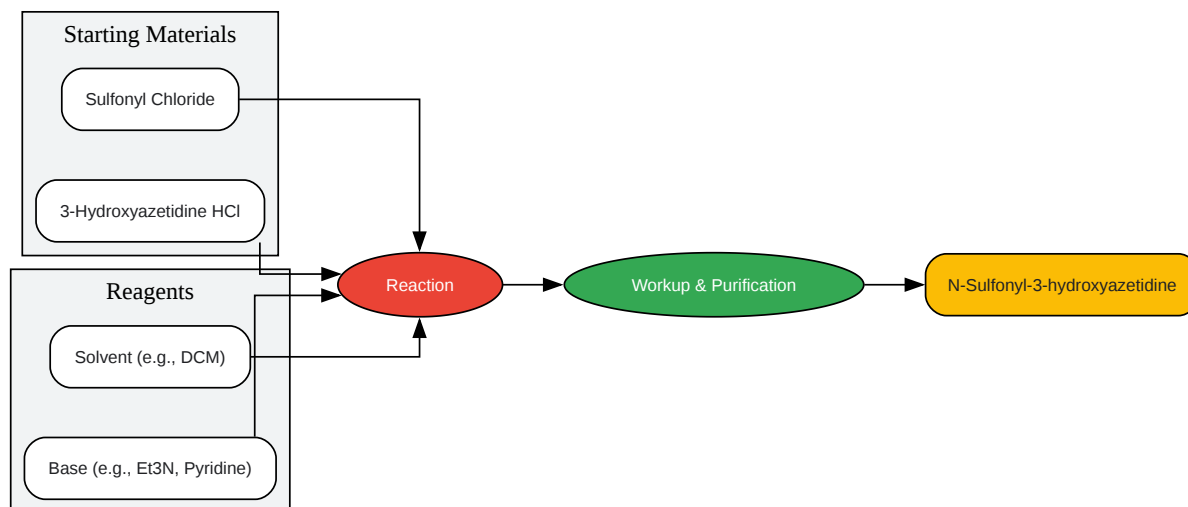 Starting Materials
Sulfonyl Chloride
3-Hydroxyazetidine HCl
Reagents
Solvent (e.g., DCM)
Base (e.g., Et3N, Pyridine)
Reaction
Workup & Purification
N-Sulfonyl-3-hydroxyazetidine